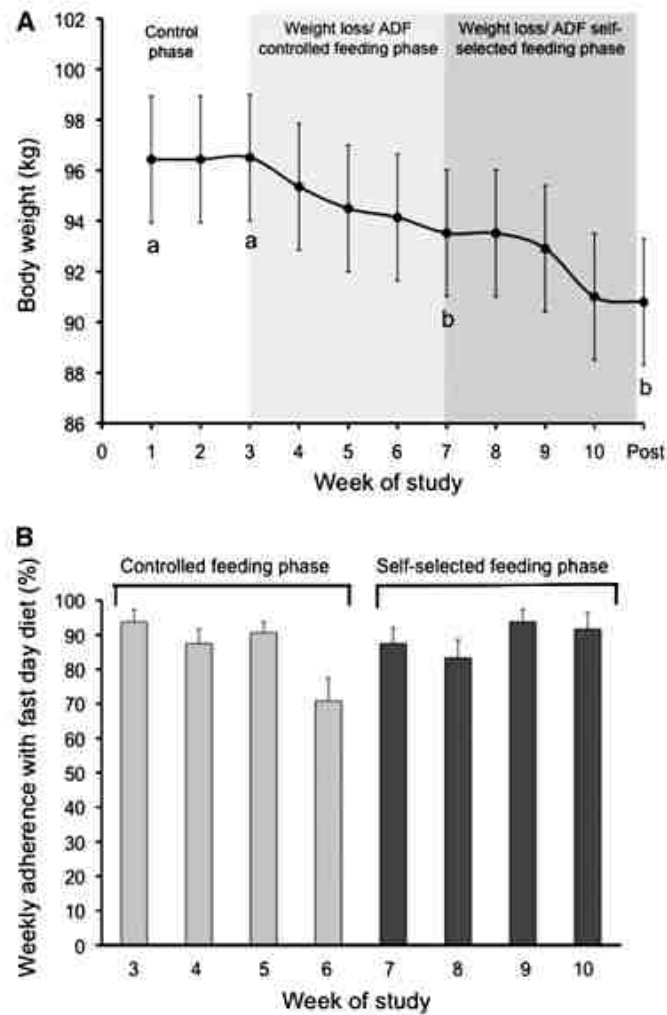 A
Control
phase
Weight loss/ ADF
controlled feeding phase
Weight loss/ ADF self-
selected feeding phase
Body weight (kg)
102
100
98
96
94
92
90
88
86
a
a
b
b
0 1 2 3 4 5 6 7 8 9 10 Post
Week of study
B
Controlled feeding phase
Self-selected feeding phase
Weekly adherence with fast day diet (%)
100
90
80
70
60
50
40
30
20
10
0
3 4 5 6 7 8 9 10
Week of study